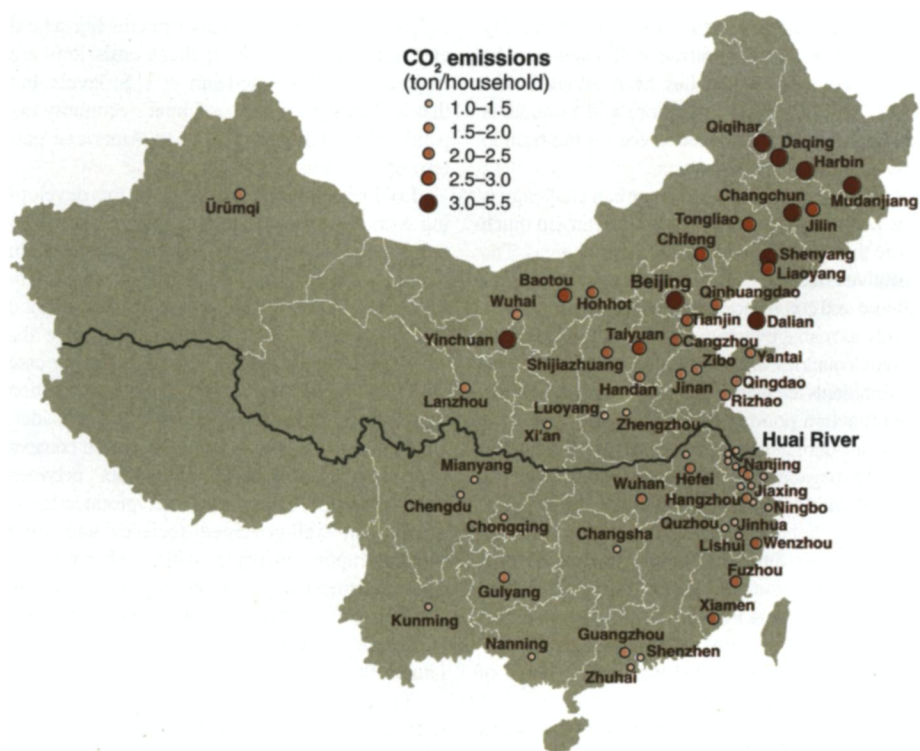 CO2 emissions
(ton/household)
1.0–1.5
1.5–2.0
2.0–2.5
2.5–3.0
3.0–5.5
Qiqihar
Daqing
Harbin
Mudanjiang
Changchun
Jilin
Tongliao
Chifeng
Shenyang
Liaoyang
Ürümqi
Baotou
Hohhot
Beijing
Qinhuangdao
Wuhai
Tianjin
Dalian
Yinchuan
Taiyuan
Cangzhou
Shijiazhuang
Zibo
Yantai
Handan
Jinan
Qingdao
Lanzhou
Rizhao
Luoyang
Zhengzhou
Xi'an
Huai River
Mianyang
Nanjing
Hefei
Wuhan
Jiaxing
Chengdu
Hangzhou
Ningbo
Chongqing
Changsha
Quzhou
Jinhua
Lishui
Wenzhou
Fuzhou
Guiyang
Xiamen
Kunming
Guangzhou
Nanning
Shenzhen
Zhuhai